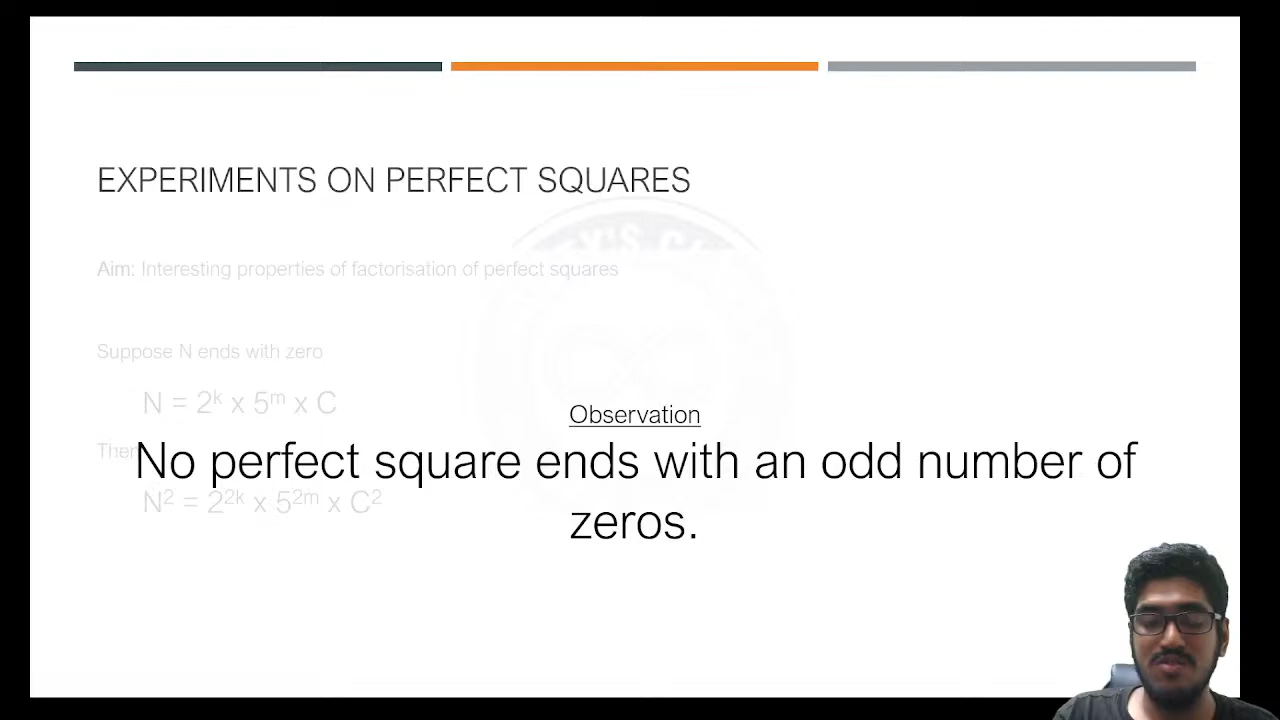 EXPERIMENTS ON PERFECT SQUARES
Aim: Interesting properties of factorisation of perfect squares
Suppose N ends with zero
N = 2ᵏ x 5ᵐ x C
Observation
No perfect square ends with an odd number of
zeros.
N² = 2²ᵏ x 5²ᵐ x C²